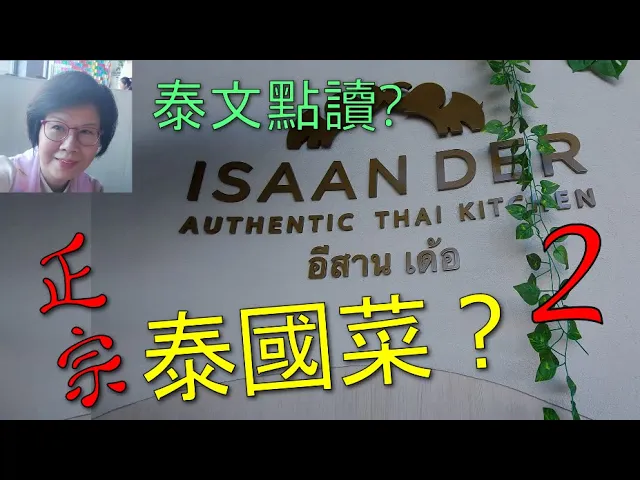 泰文點讀?
ISAAN DER
AUTHENTIC THAI KITCHEN
อีสาน เด้อ
正宗
泰國菜？
2